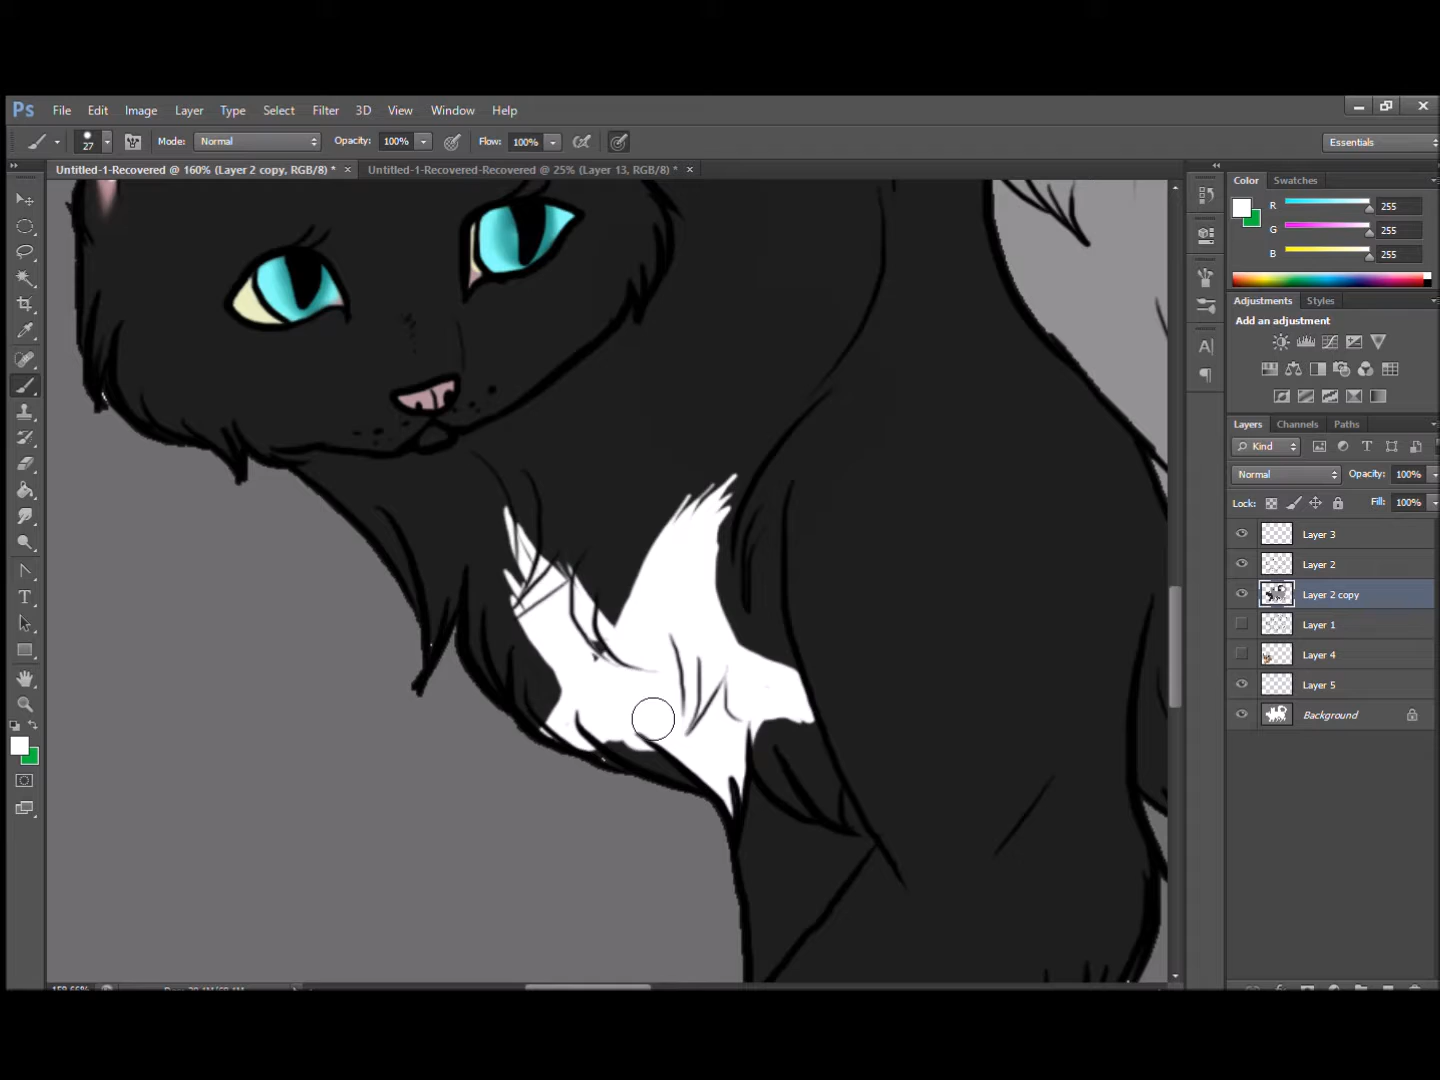 Ps File Edit Image Layer Type Select Filter 3D View Window Help
27 Mode: Normal Opacity: 100% Flow: 100% Essentials
Untitled-1-Recovered @ 160% (Layer 2 copy, RGB/8) * × Untitled-1-Recovered-Recovered @ 25% (Layer 13, RGB/8) * ×
Color Swatches
R 255
G 255
B 255
Adjustments Styles
Add an adjustment
Layers Channels Paths
Kind
Normal Opacity: 100%
Lock: Fill: 100%
Layer 3
Layer 2
Layer 2 copy
Layer 1
Layer 4
Layer 5
Background